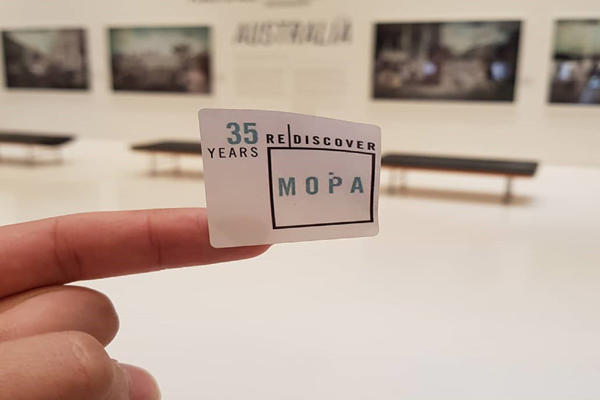 AUSTRALIA
35
YEARS
RE|DISCOVER
MOPA